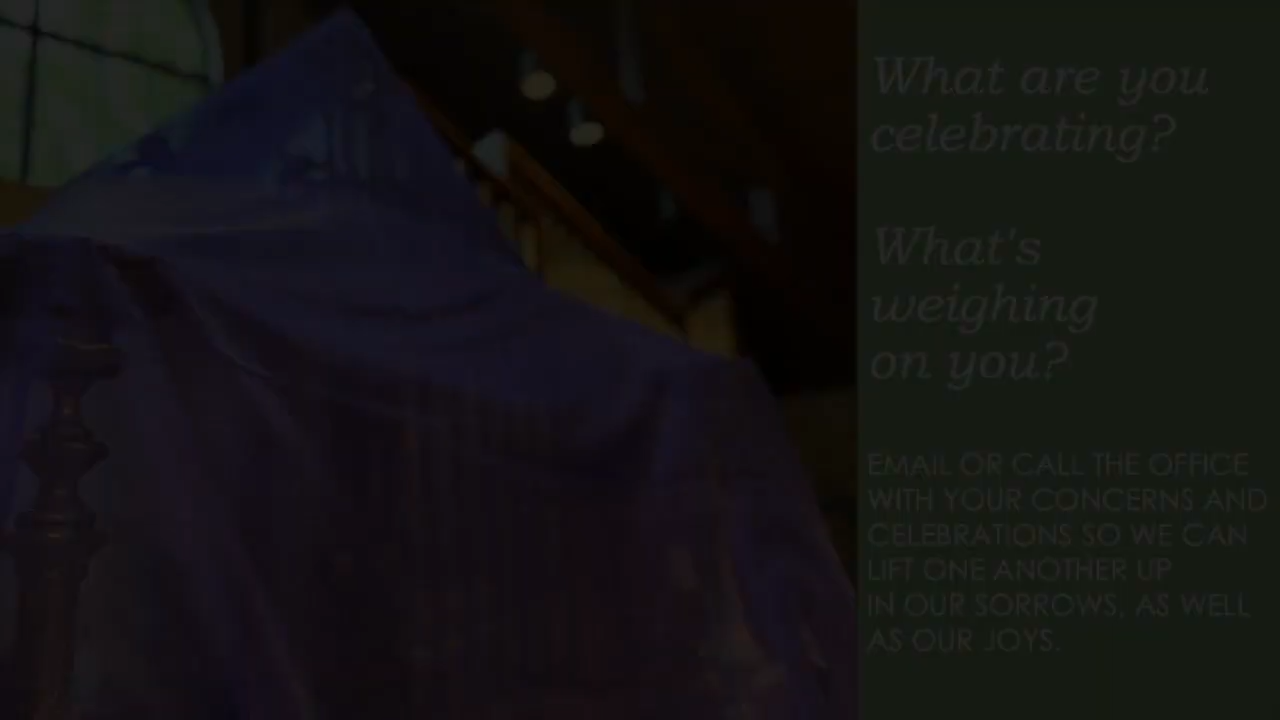 What are you
celebrating?
What's
weighing
on you?
EMAIL OR CALL THE OFFICE
WITH YOUR CONCERNS AND
CELEBRATIONS SO WE CAN
LIFT ONE ANOTHER UP
IN OUR SORROWS, AS WELL
AS OUR JOYS.